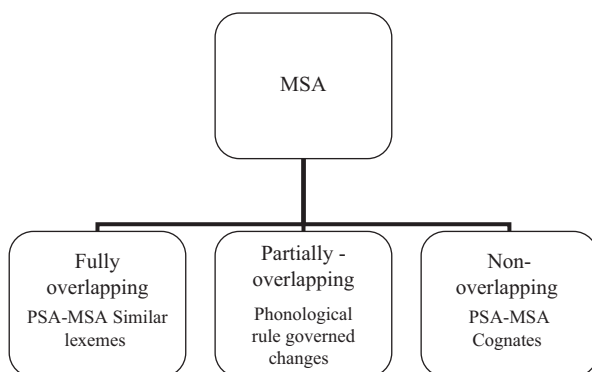 MSA
Fully
overlapping
PSA-MSA Similar
lexemes
Partially -
overlapping
Phonological
rule governed
changes
Non-
overlapping
PSA-MSA
Cognates